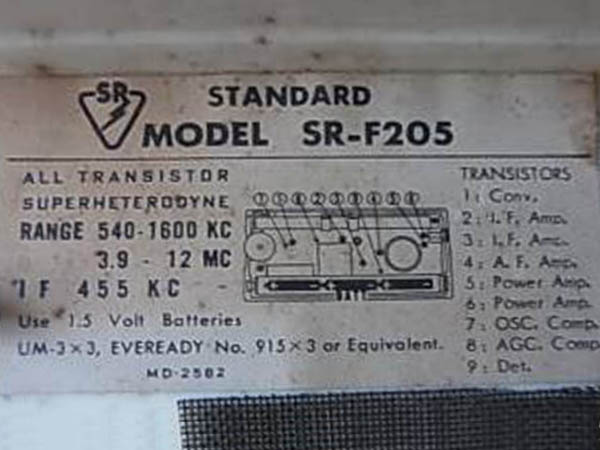 SR
STANDARD
MODEL SR-F205
ALL TRANSISTOR
SUPERHETERODYNE
RANGE 540-1600 KC
3.9 - 12 MC
IF 455 KC
Use 1.5 Volt Batteries
UM-3×3, EVEREADY No. 915×3 or Equivalent.
MD-2582
TRANSISTORS
1: Conv.
2: I.F. Amp.
3: I.F. Amp.
4: A.F. Amp.
5: Power Amp.
6: Power Amp.
7: OSC. Comp.
8: AGC. Comp
9: Det.